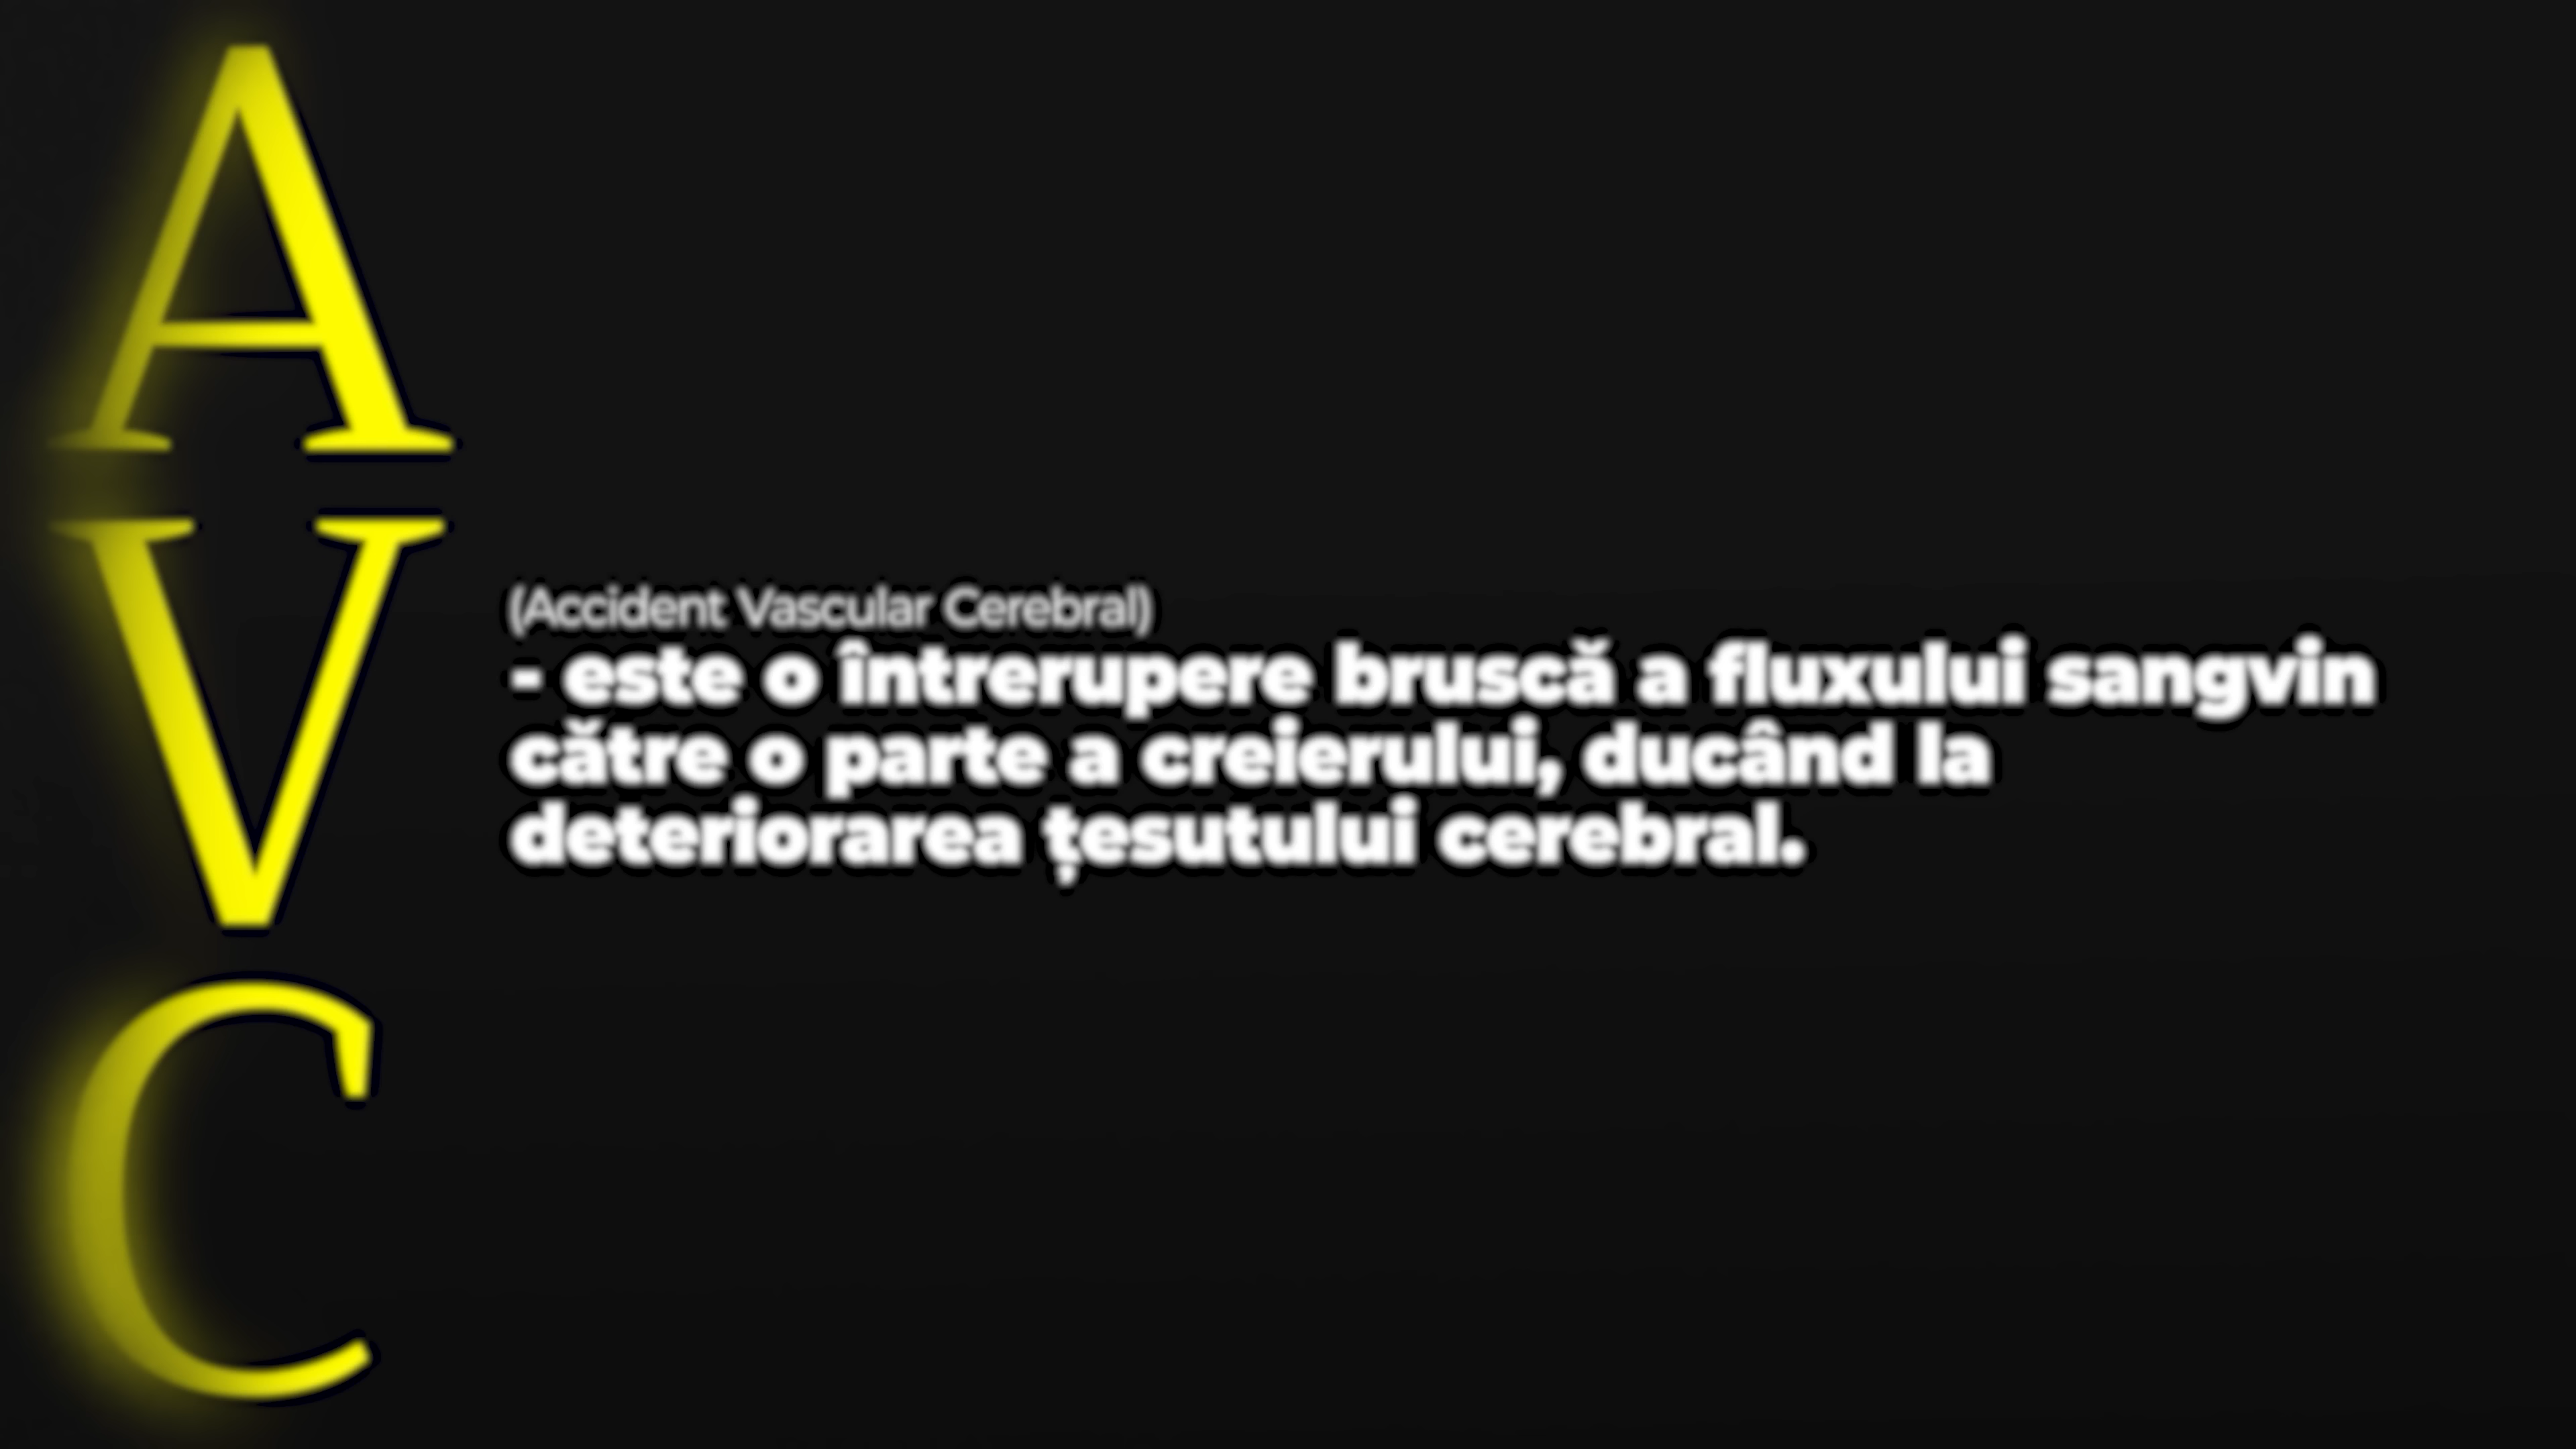 A
V
C
(Accident Vascular Cerebral)
- este o întrerupere bruscă a fluxului sangvin
către o parte a creierului, ducând la
deteriorarea țesutului cerebral.